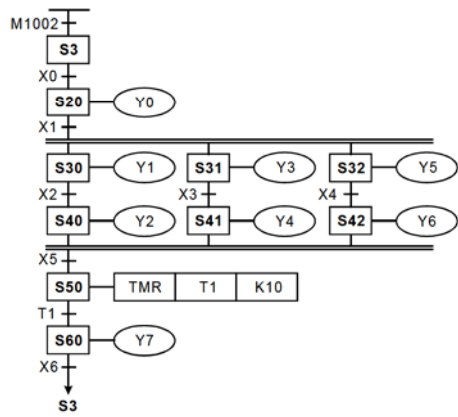 M1002
S3
X0
S20 Y0
X1
S30 Y1 S31 Y3 S32 Y5
X2 X3 X4
S40 Y2 S41 Y4 S42 Y6
X5
S50 TMR T1 K10
T1
S60 Y7
X6
S3